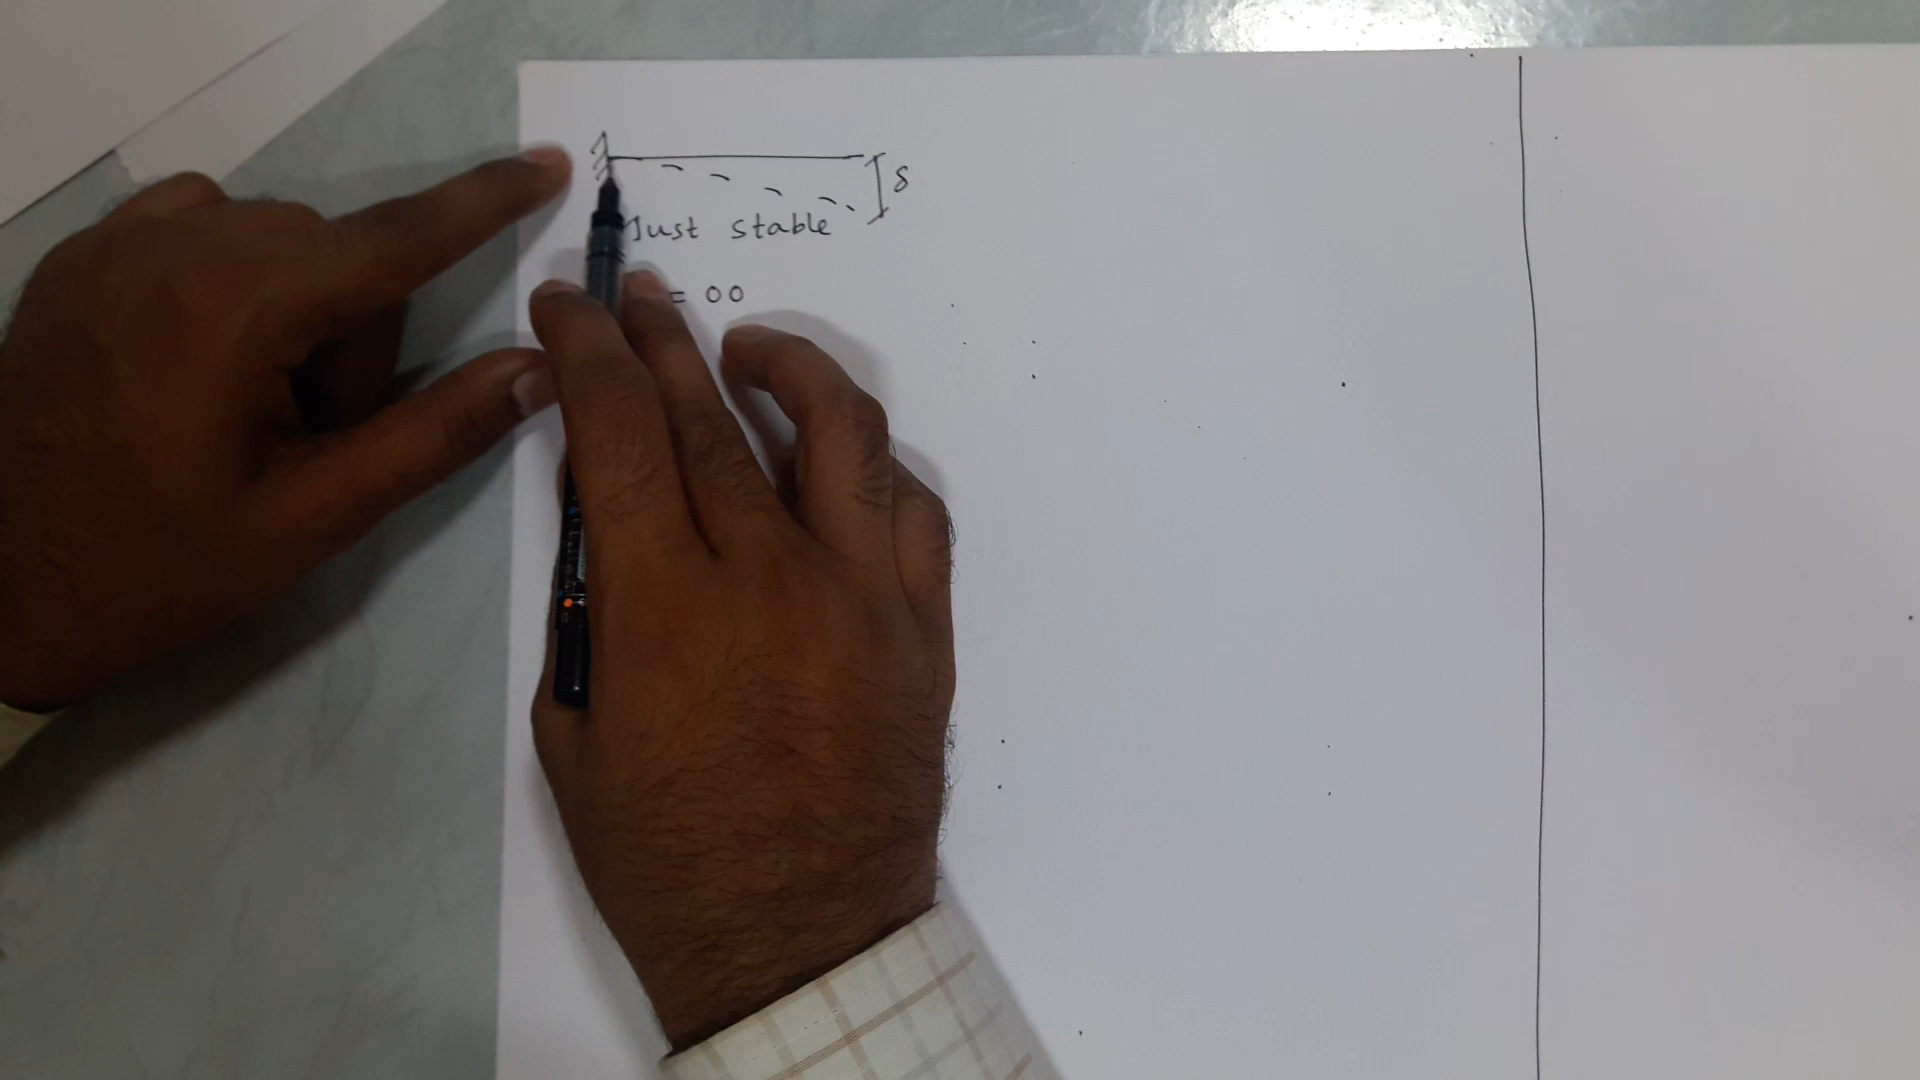 δ
Just stable
= 00